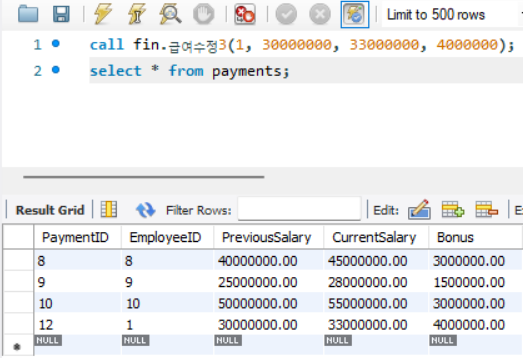 Limit to 500 rows
1 call fin.급여수정3(1, 30000000, 33000000, 4000000);
2 select * from payments;
Result Grid Filter Rows: Edit:
PaymentID EmployeeID PreviousSalary CurrentSalary Bonus
8 8 40000000.00 45000000.00 3000000.00
9 9 25000000.00 28000000.00 1500000.00
10 10 50000000.00 55000000.00 3000000.00
12 1 30000000.00 33000000.00 4000000.00
NULL NULL NULL NULL NULL